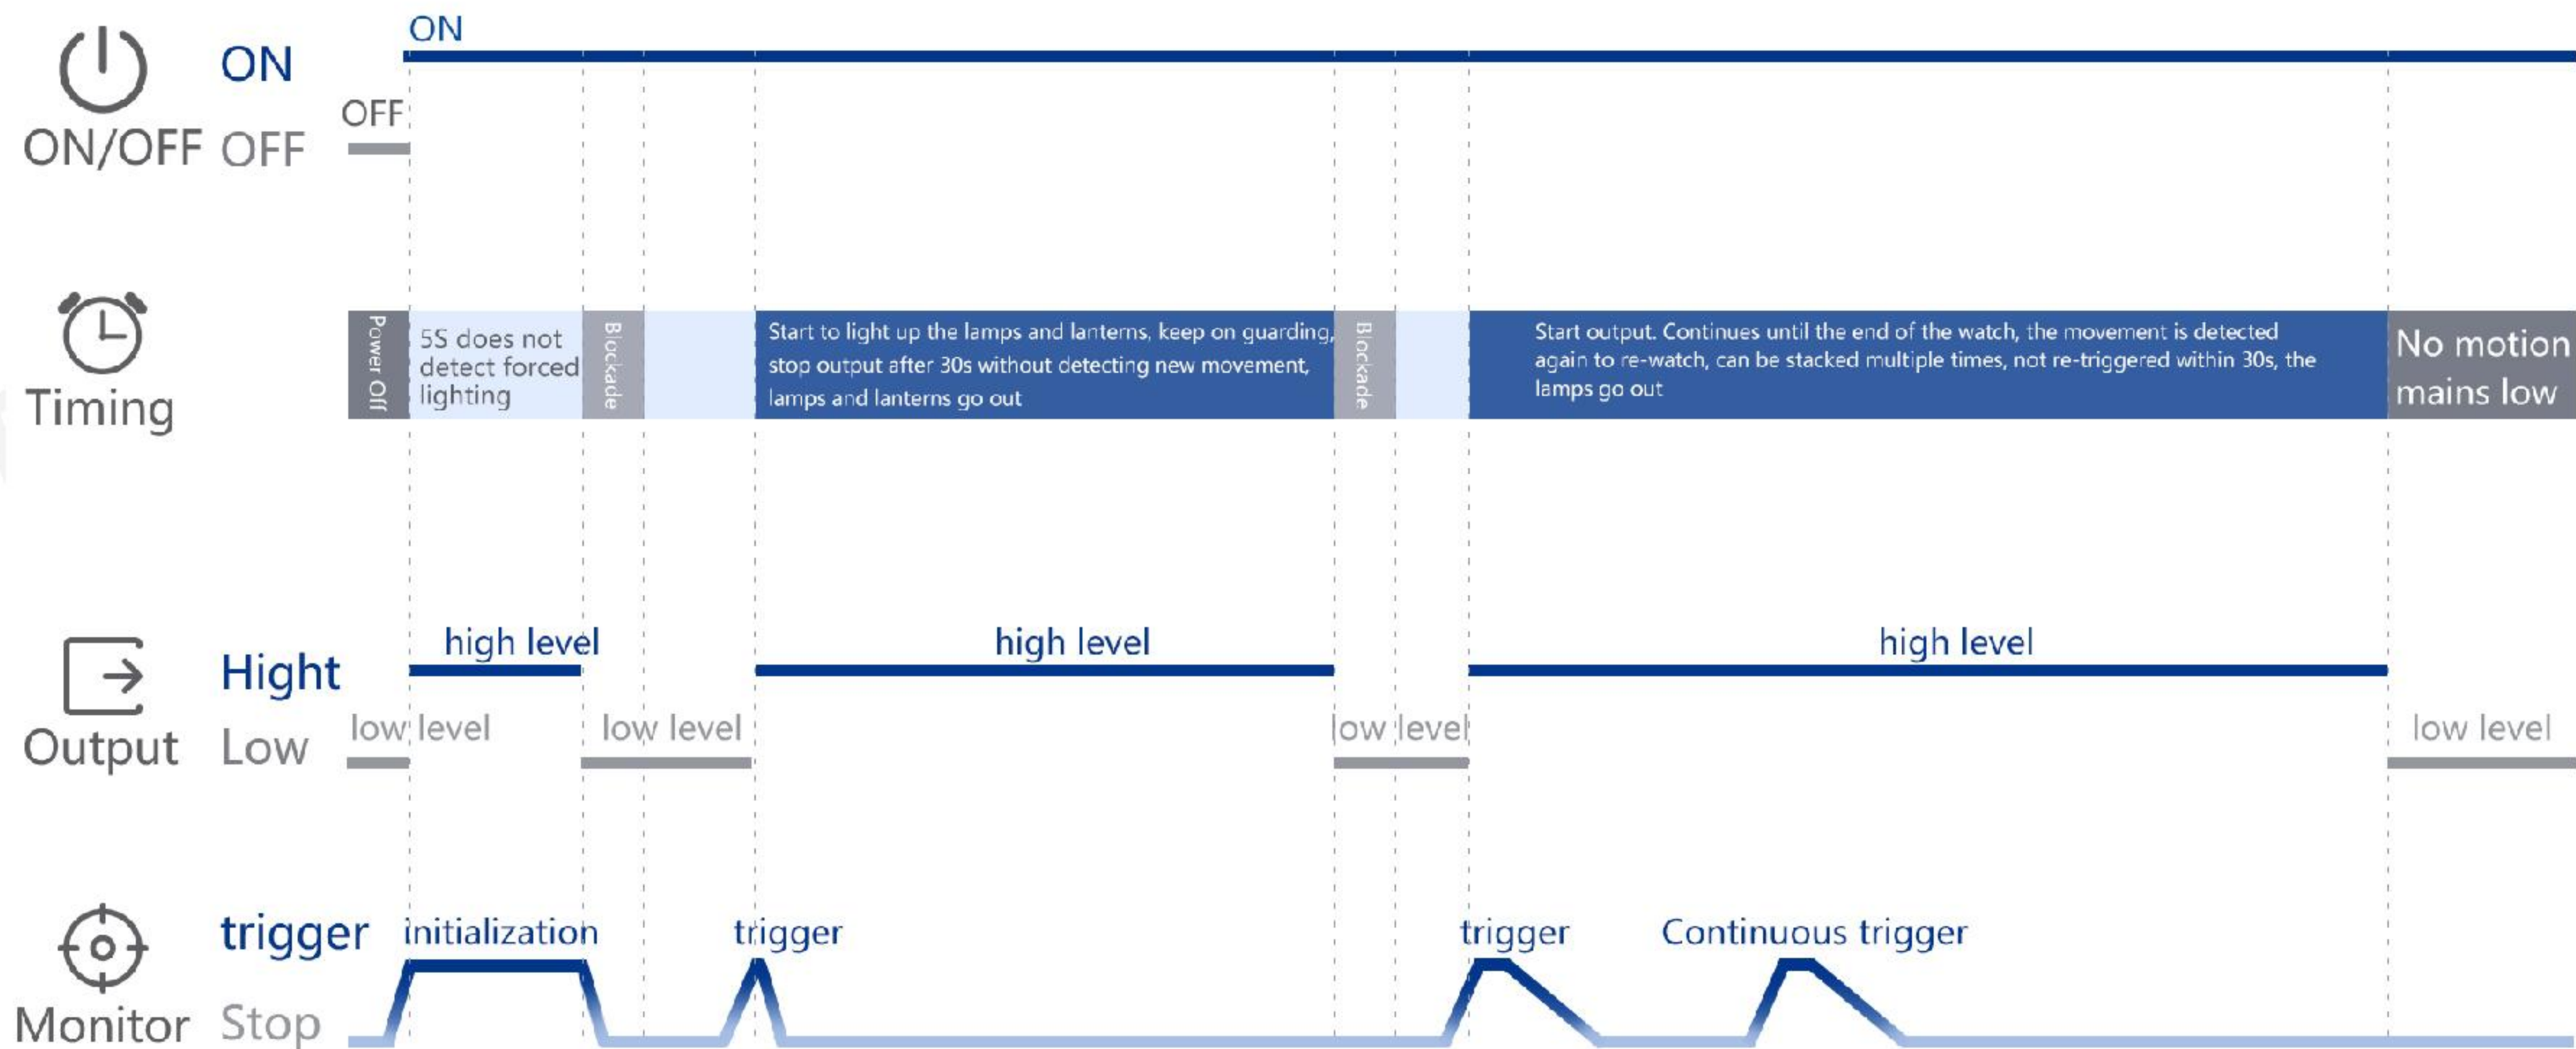 ON
ON
OFF
ON/OFF OFF
Power Off
5S does not
detect forced
lighting
Blockade
Start to light up the lamps and lanterns, keep on guarding,
stop output after 30s without detecting new movement,
lamps and lanterns go out
Blockade
Start output. Continues until the end of the watch, the movement is detected
again to re-watch, can be stacked multiple times, not re-triggered within 30s, the
lamps go out
No motion
mains low
Timing
high level
high level
high level
Hight
low level
low level
low level
low level
Output Low
trigger
initialization
trigger
trigger
Continuous trigger
Monitor Stop